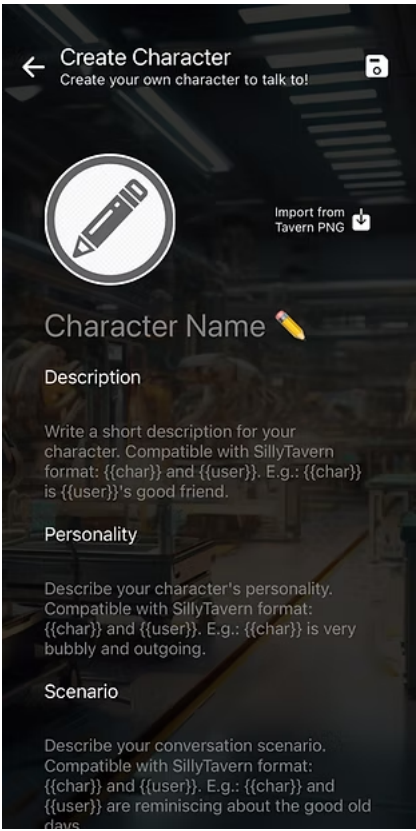 Create Character
Create your own character to talk to!
Import from
Tavern PNG
Character Name ✏️
Description
Write a short description for your
character. Compatible with SillyTavern
format: {{char}} and {{user}}. E.g.: {{char}}
is {{user}}'s good friend.
Personality
Describe your character's personality.
Compatible with SillyTavern format:
{{char}} and {{user}}. E.g.: {{char}} is very
bubbly and outgoing.
Scenario
Describe your conversation scenario.
Compatible with SillyTavern format:
{{char}} and {{user}}. E.g.: {{char}} and
{{user}} are reminiscing about the good old
days